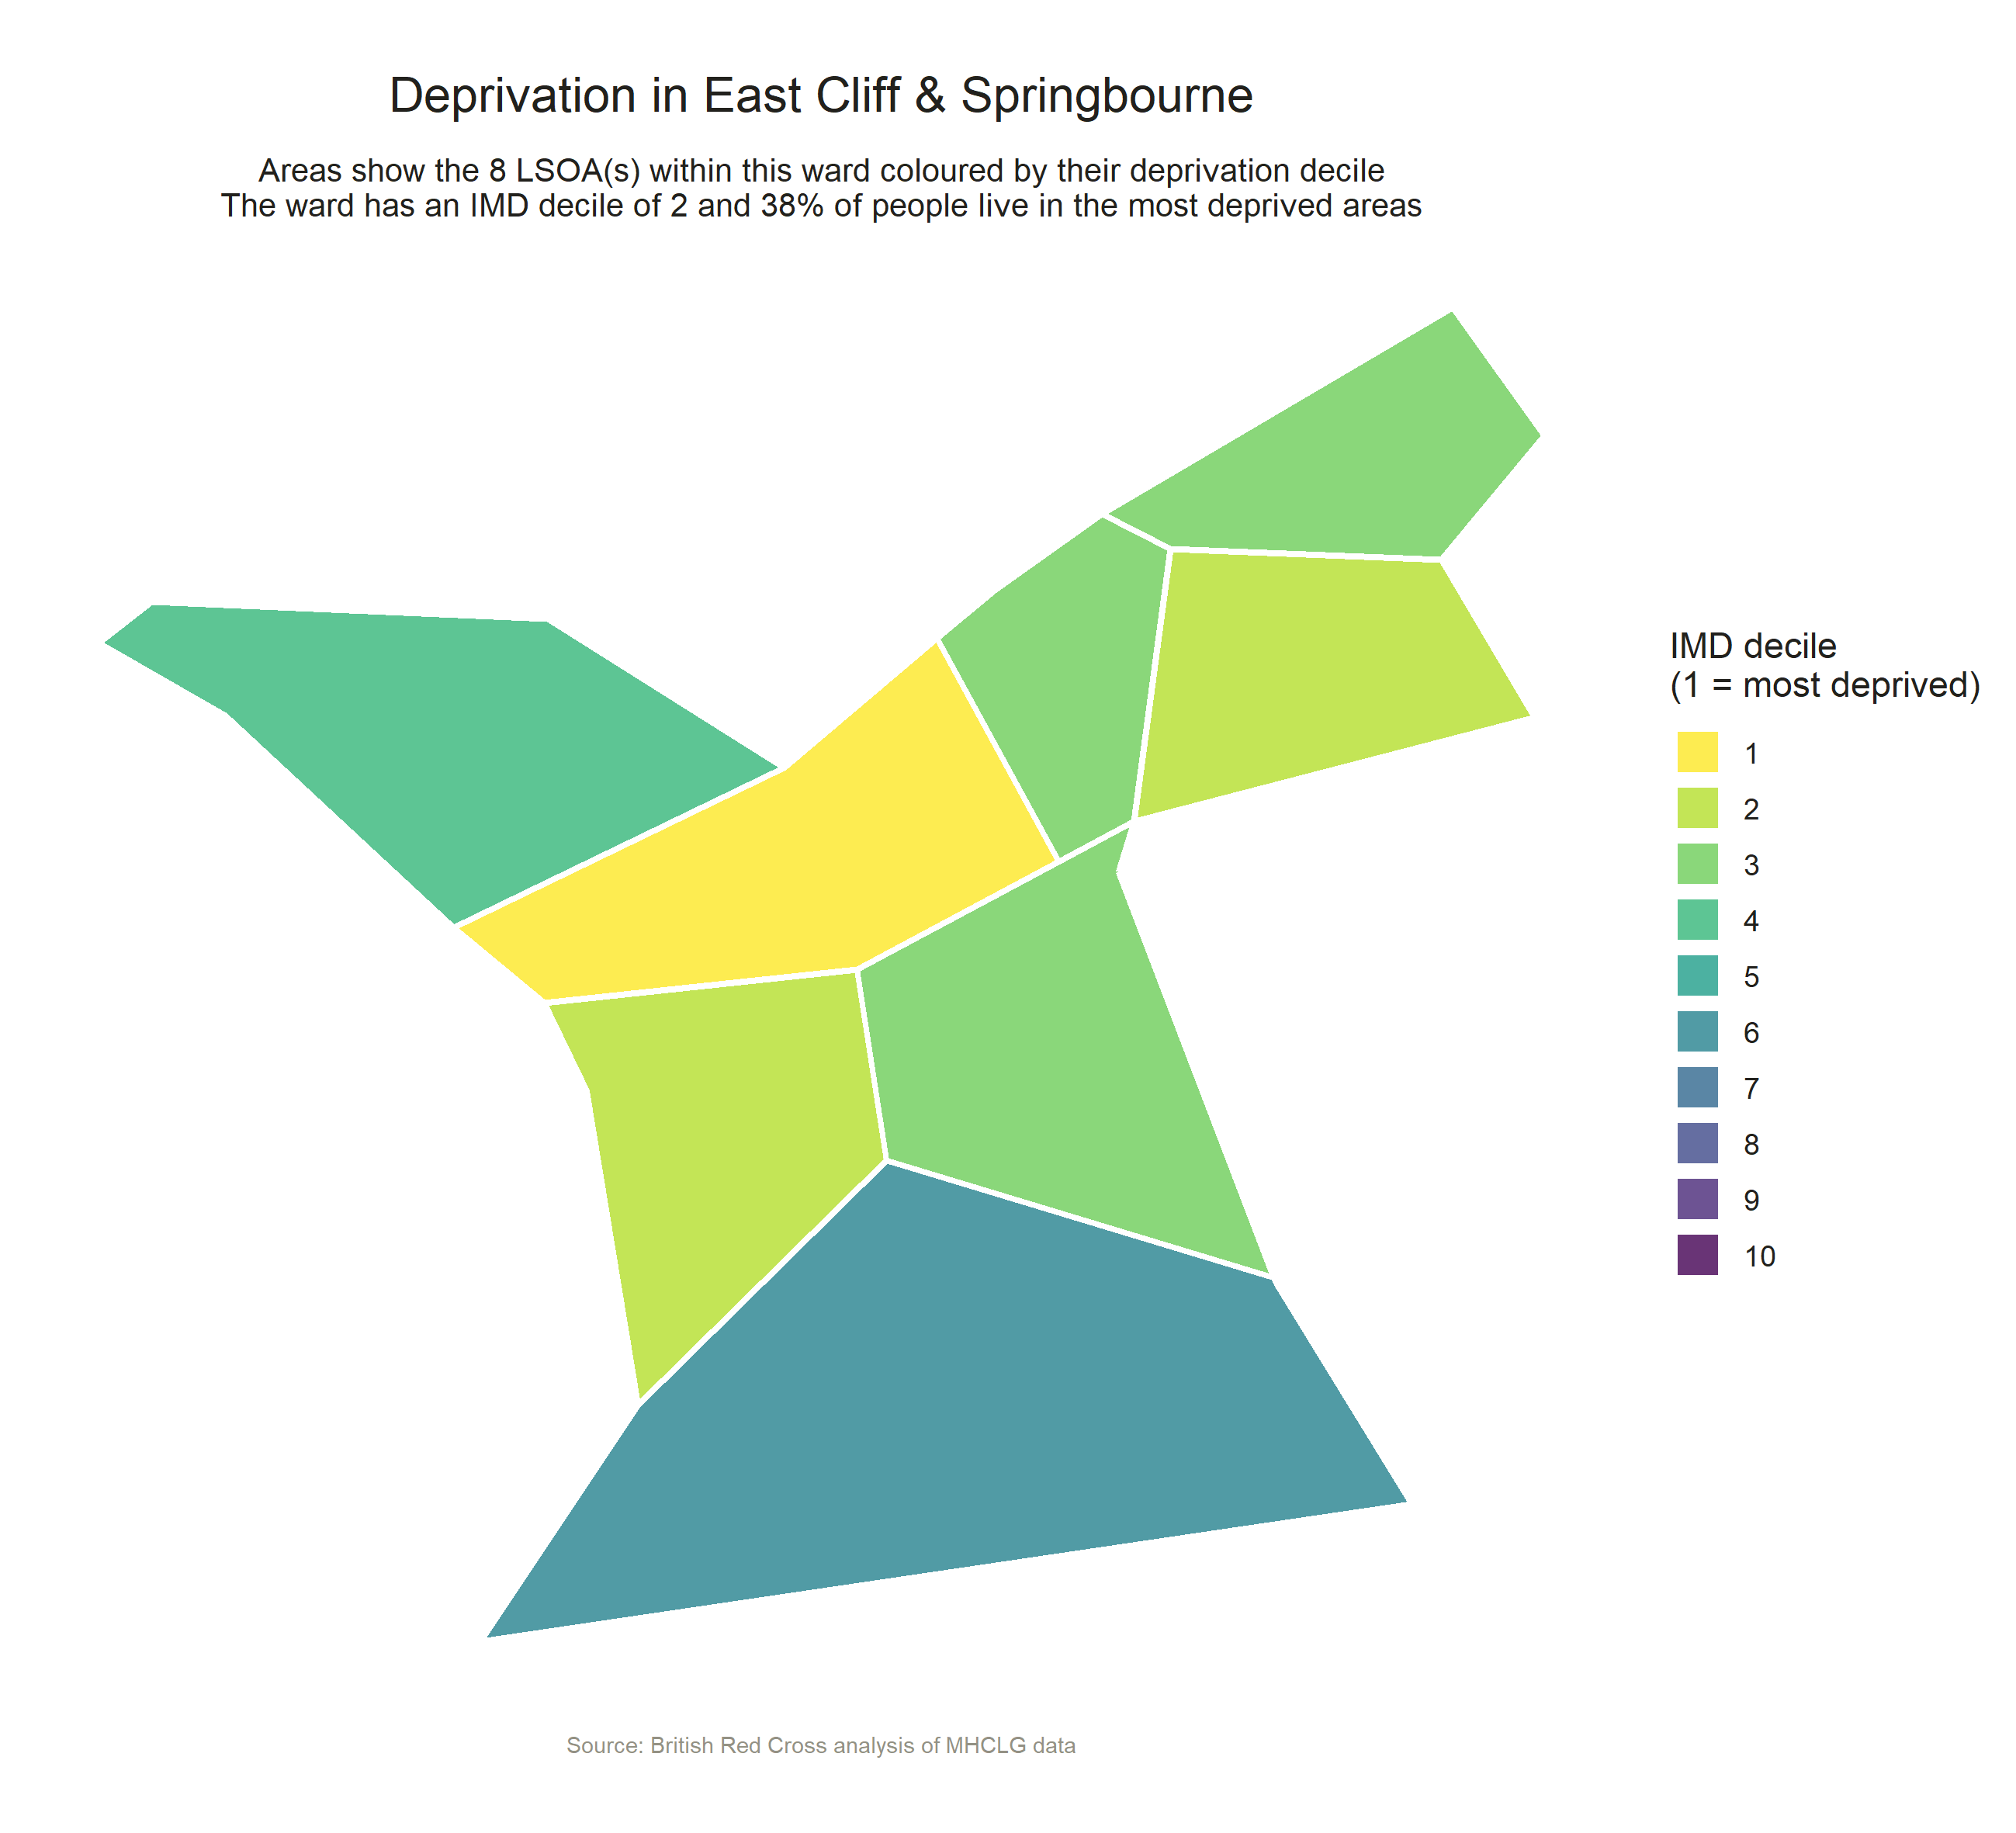 Deprivation in East Cliff & Springbourne
Areas show the 8 LSOA(s) within this ward coloured by their deprivation decile
The ward has an IMD decile of 2 and 38% of people live in the most deprived areas
IMD decile
(1 = most deprived)
1
2
3
4
5
6
7
8
9
10
Source: British Red Cross analysis of MHCLG data